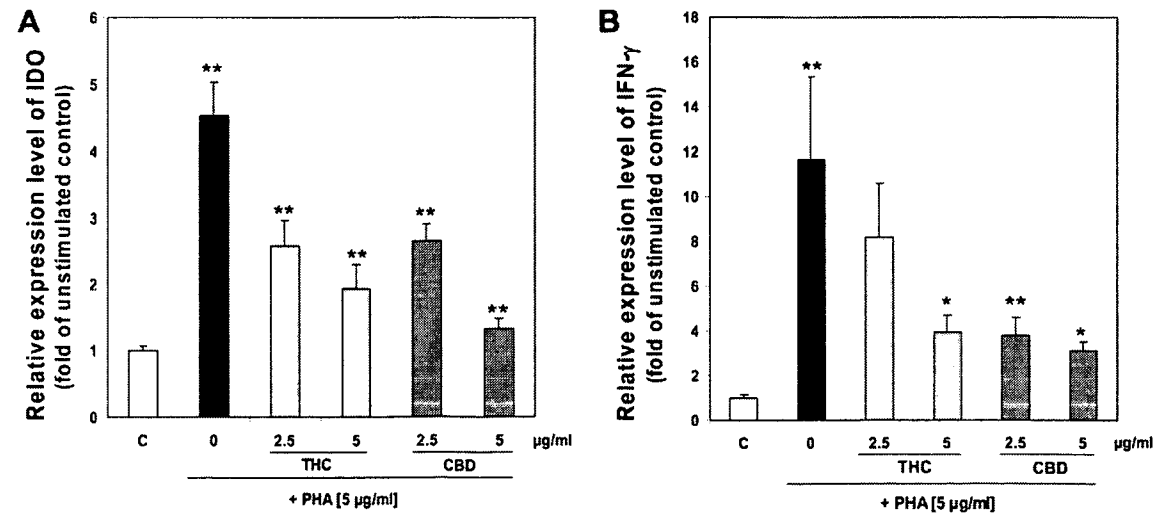 A
Relative expression level of IDO
(fold of unstimulated control)
6
5
4
3
2
1
0
**
**
**
**
**
C 0 2.5 5 2.5 5 µg/ml
THC CBD
+ PHA [5 µg/ml]
B
Relative expression level of IFN-γ
(fold of unstimulated control)
18
16
14
12
10
8
6
4
2
0
**
*
**
*
C 0 2.5 5 2.5 5 µg/ml
THC CBD
+ PHA [5 µg/ml]